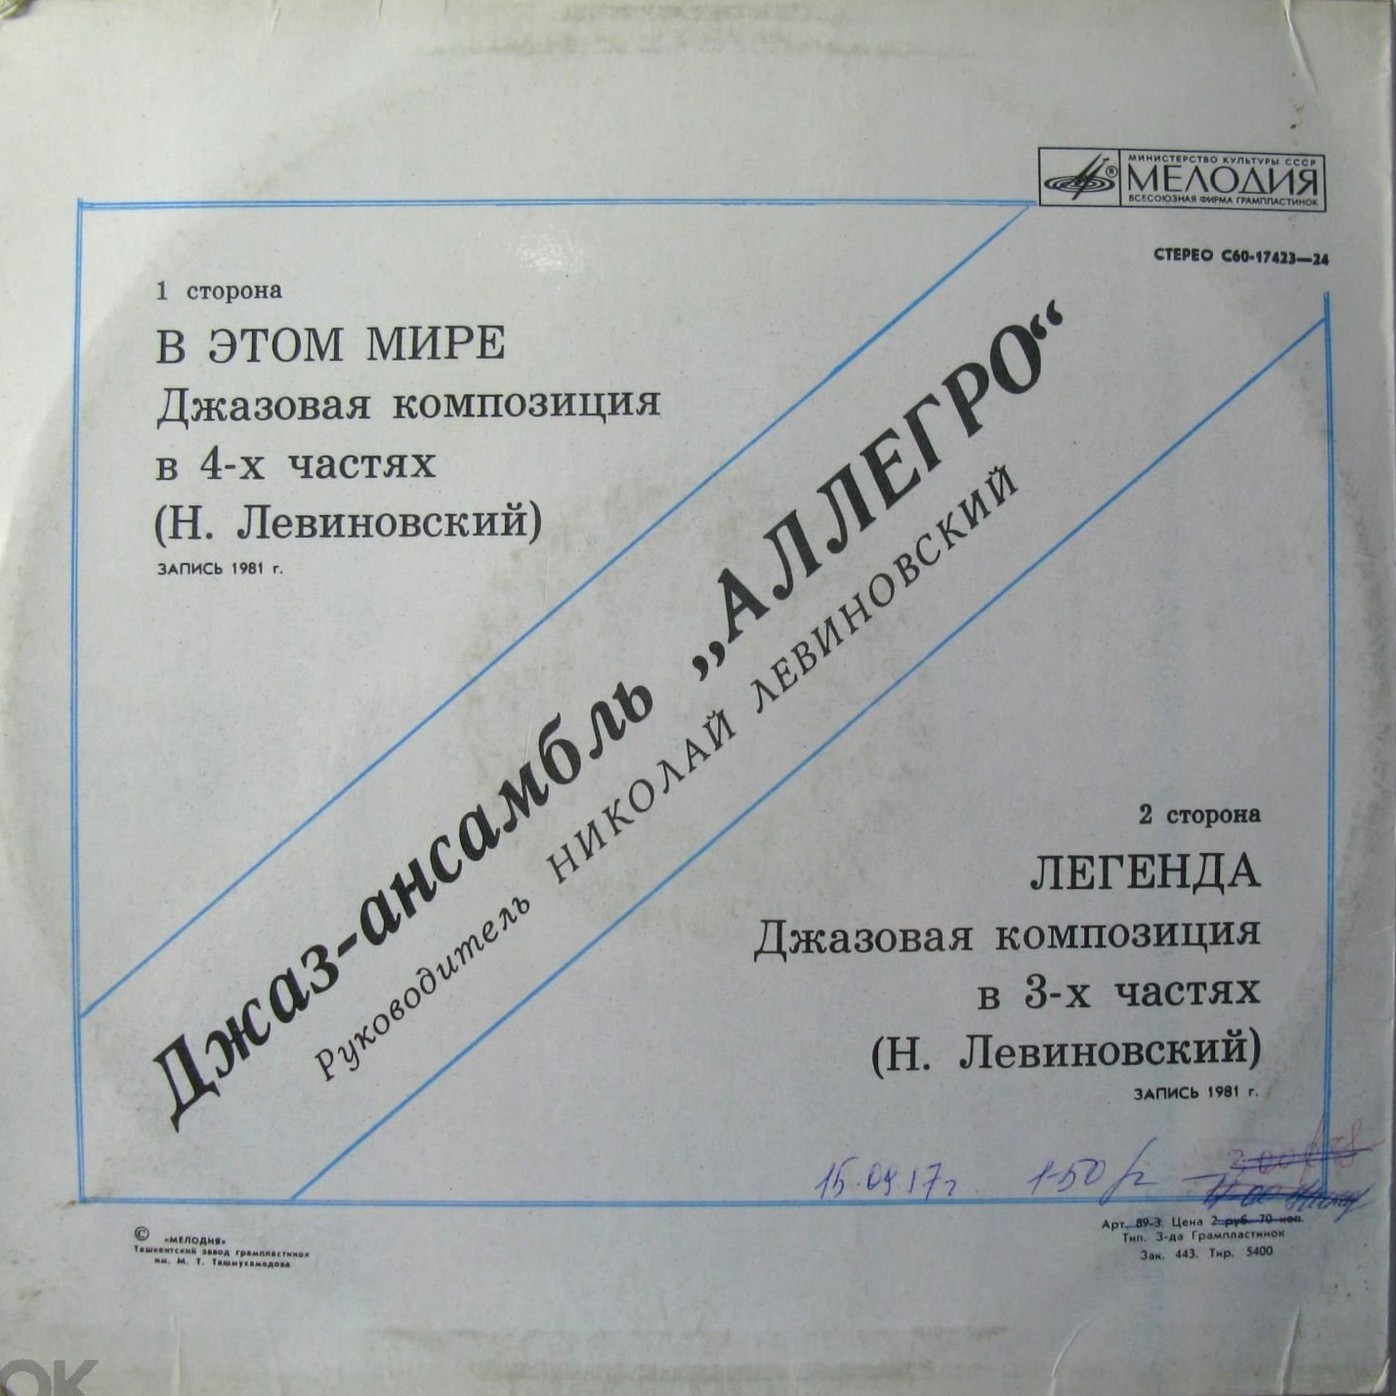 МИНИСТЕРСТВО КУЛЬТУРЫ СССР
МЕЛОДИЯ
ВСЕСОЮЗНАЯ ФИРМА ГРАМПЛАСТИНОК
СТЕРЕО С60-17423—24
1 сторона
В ЭТОМ МИРЕ
Джазовая композиция
в 4-х частях
(Н. Левиновский)
ЗАПИСЬ 1981 г.
Джаз-ансамбль „АЛЛЕГРО“
Руководитель НИКОЛАЙ ЛЕВИНОВСКИЙ
2 сторона
ЛЕГЕНДА
Джазовая композиция
в 3-х частях
(Н. Левиновский)
ЗАПИСЬ 1981 г.
15.09.17г
© «МЕЛОДИЯ»
Ташкентский завод грампластинок
им. М. Т. Ташмухамедова
Арт. 89-3. Цена 2 руб. 70 коп.
Тип. З-да Грампластинок
Зак. 443. Тир. 5400
ОК